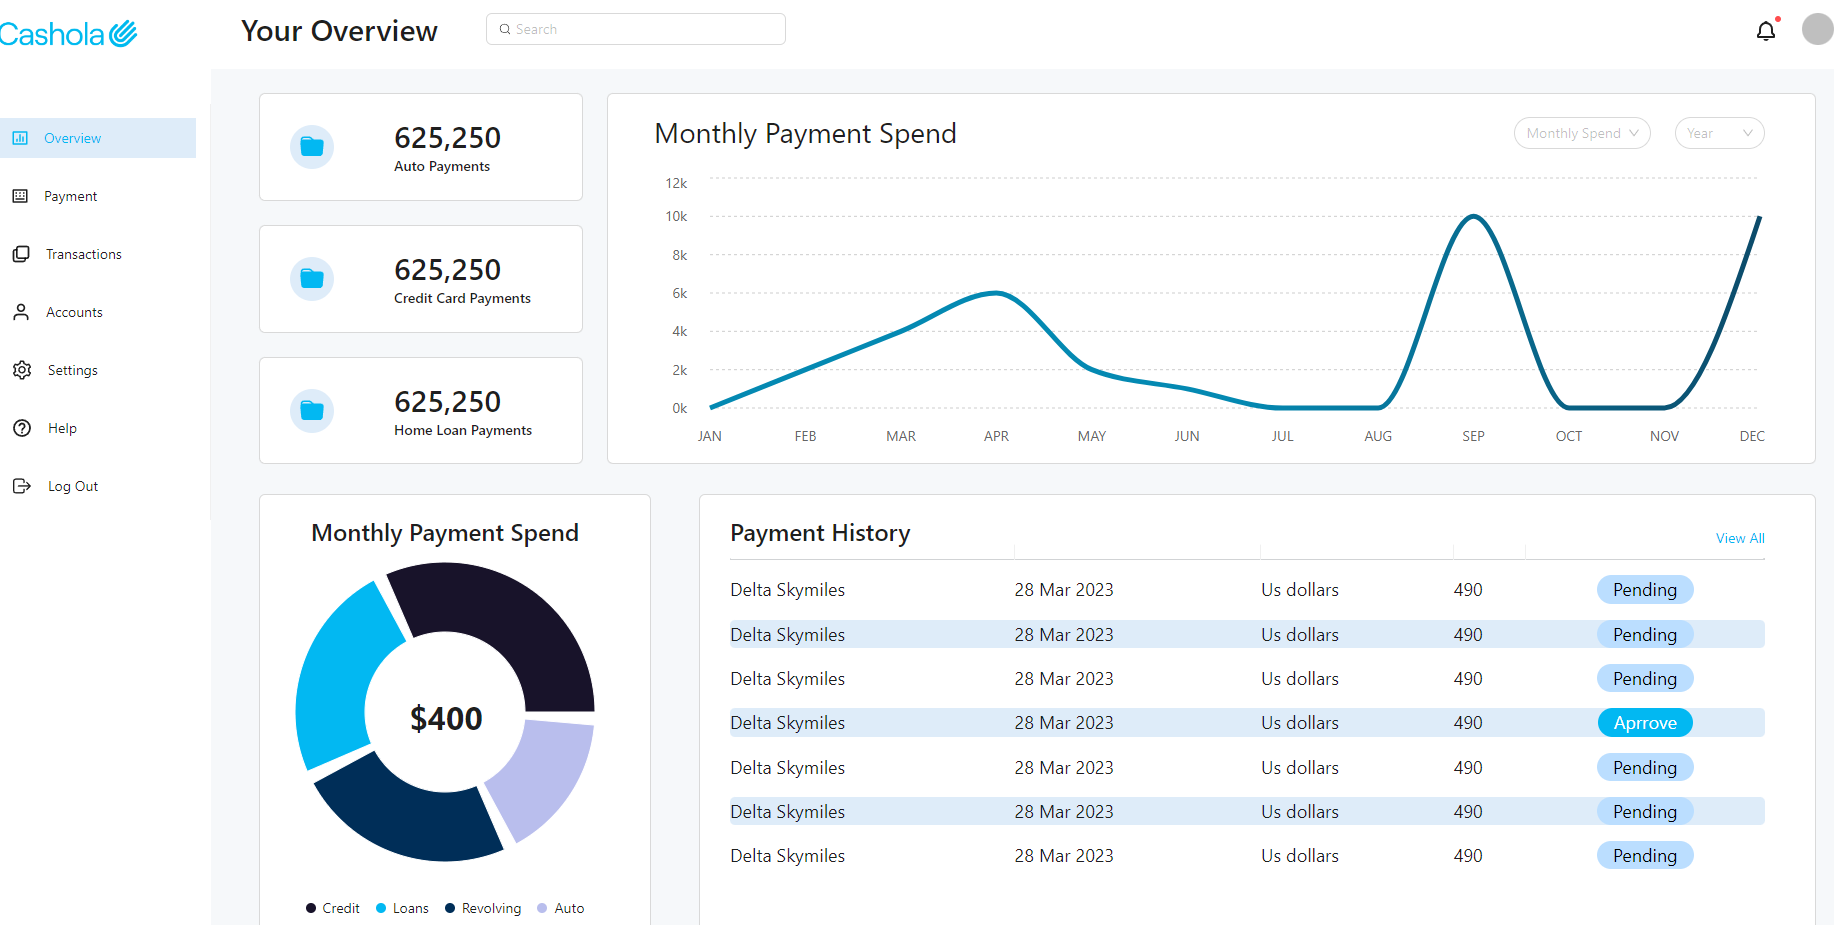 Cashola
Your Overview
Search
Overview
Payment
Transactions
Accounts
Settings
Help
Log Out
625,250
Auto Payments
625,250
Credit Card Payments
625,250
Home Loan Payments
Monthly Payment Spend
Monthly Spend
Year
12k
10k
8k
6k
4k
2k
0k
JAN FEB MAR APR MAY JUN JUL AUG SEP OCT NOV DEC
Monthly Payment Spend
$400
Credit Loans Revolving Auto
Payment History
View All
Delta Skymiles 28 Mar 2023 Us dollars 490 Pending
Delta Skymiles 28 Mar 2023 Us dollars 490 Pending
Delta Skymiles 28 Mar 2023 Us dollars 490 Pending
Delta Skymiles 28 Mar 2023 Us dollars 490 Aprrove
Delta Skymiles 28 Mar 2023 Us dollars 490 Pending
Delta Skymiles 28 Mar 2023 Us dollars 490 Pending
Delta Skymiles 28 Mar 2023 Us dollars 490 Pending